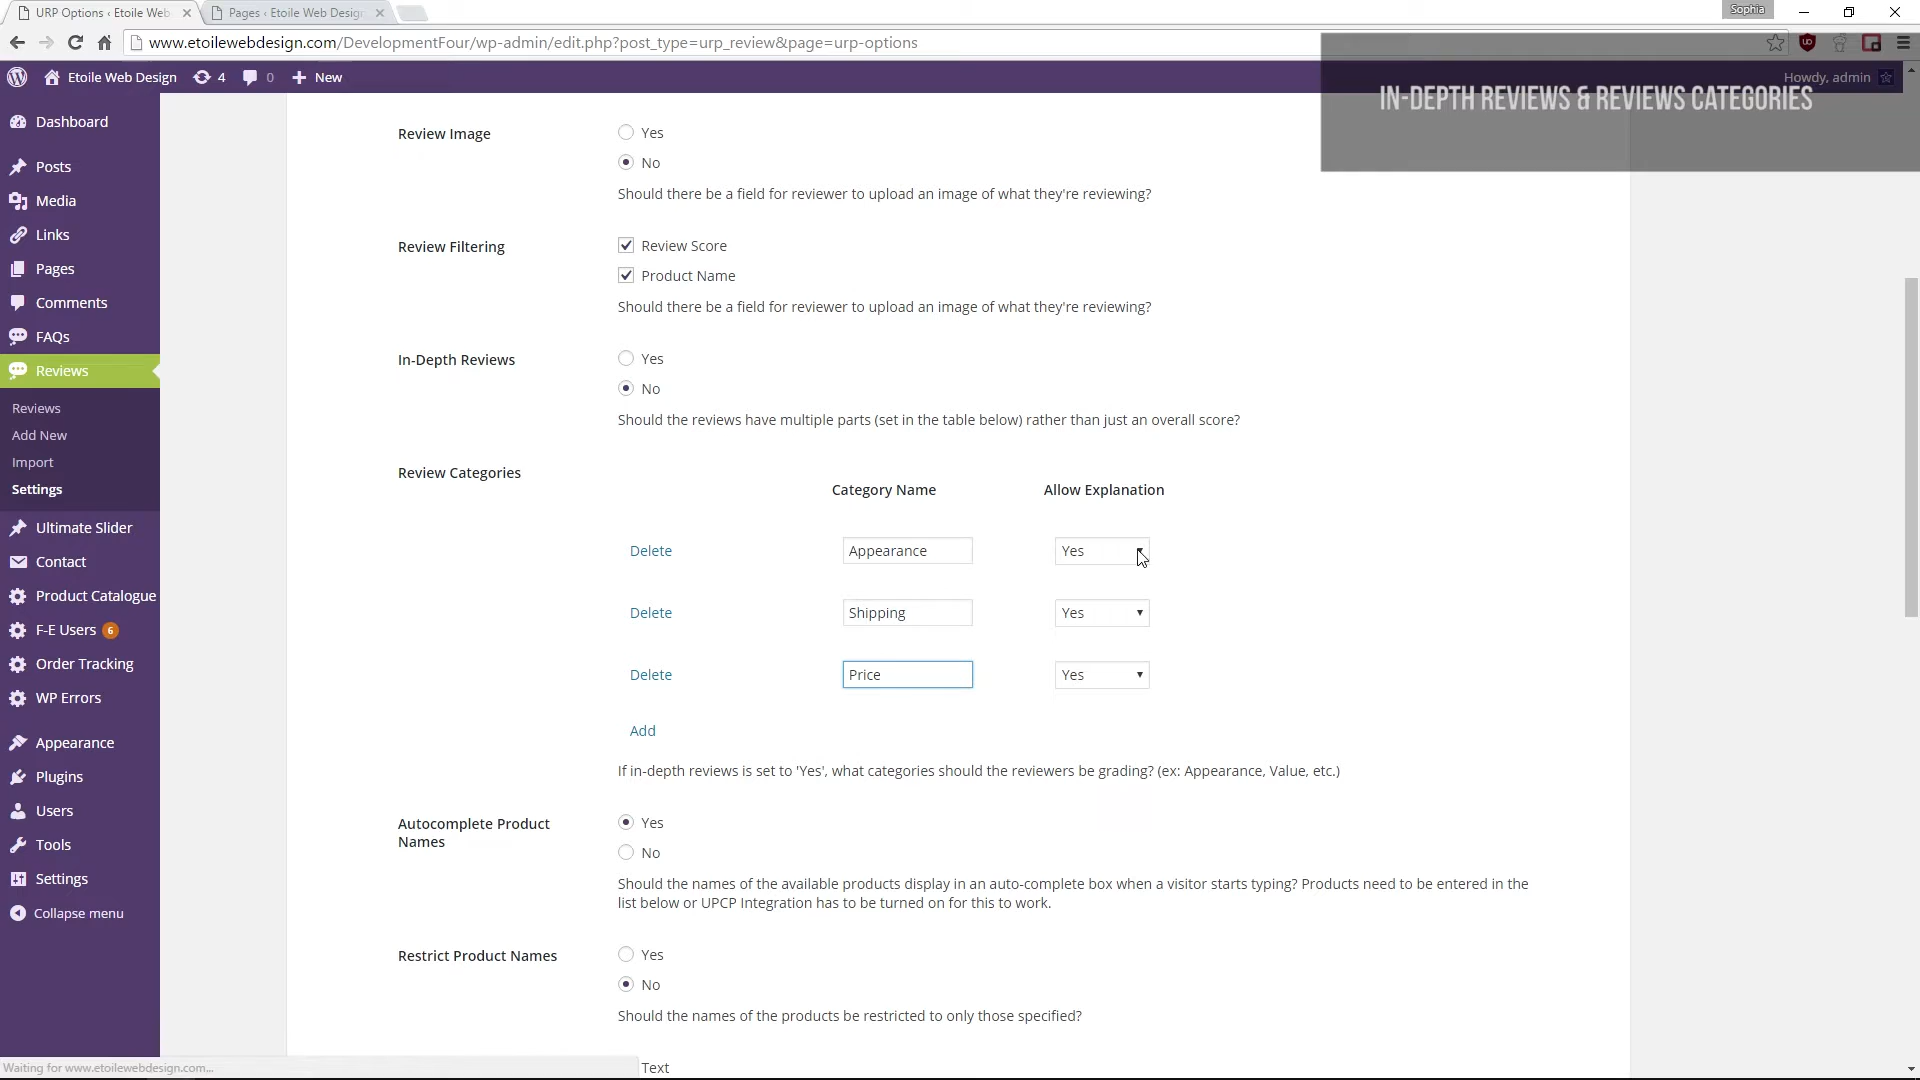 URP Options ‹ Etoile Web
Pages ‹ Etoile Web Design
Sophia
www.etoilewebdesign.com/DevelopmentFour/wp-admin/edit.php?post_type=urp_review&page=urp-options
Etoile Web Design
4
0
New
Howdy, admin
IN-DEPTH REVIEWS & REVIEWS CATEGORIES
Dashboard
Posts
Media
Links
Pages
Comments
FAQs
Reviews
Reviews
Add New
Import
Settings
Ultimate Slider
Contact
Product Catalogue
F-E Users 6
Order Tracking
WP Errors
Appearance
Plugins
Users
Tools
Settings
Collapse menu
Review Image
Yes
No
Should there be a field for reviewer to upload an image of what they're reviewing?
Review Filtering
Review Score
Product Name
Should there be a field for reviewer to upload an image of what they're reviewing?
In-Depth Reviews
Yes
No
Should the reviews have multiple parts (set in the table below) rather than just an overall score?
Review Categories
Category Name Allow Explanation
Delete Appearance Yes
Delete Shipping Yes
Delete Price Yes
Add
If in-depth reviews is set to 'Yes', what categories should the reviewers be grading? (ex: Appearance, Value, etc.)
Autocomplete Product
Names
Yes
No
Should the names of the available products display in an auto-complete box when a visitor starts typing? Products need to be entered in the
list below or UPCP Integration has to be turned on for this to work.
Restrict Product Names
Yes
No
Should the names of the products be restricted to only those specified?
Text
Waiting for www.etoilewebdesign.com...